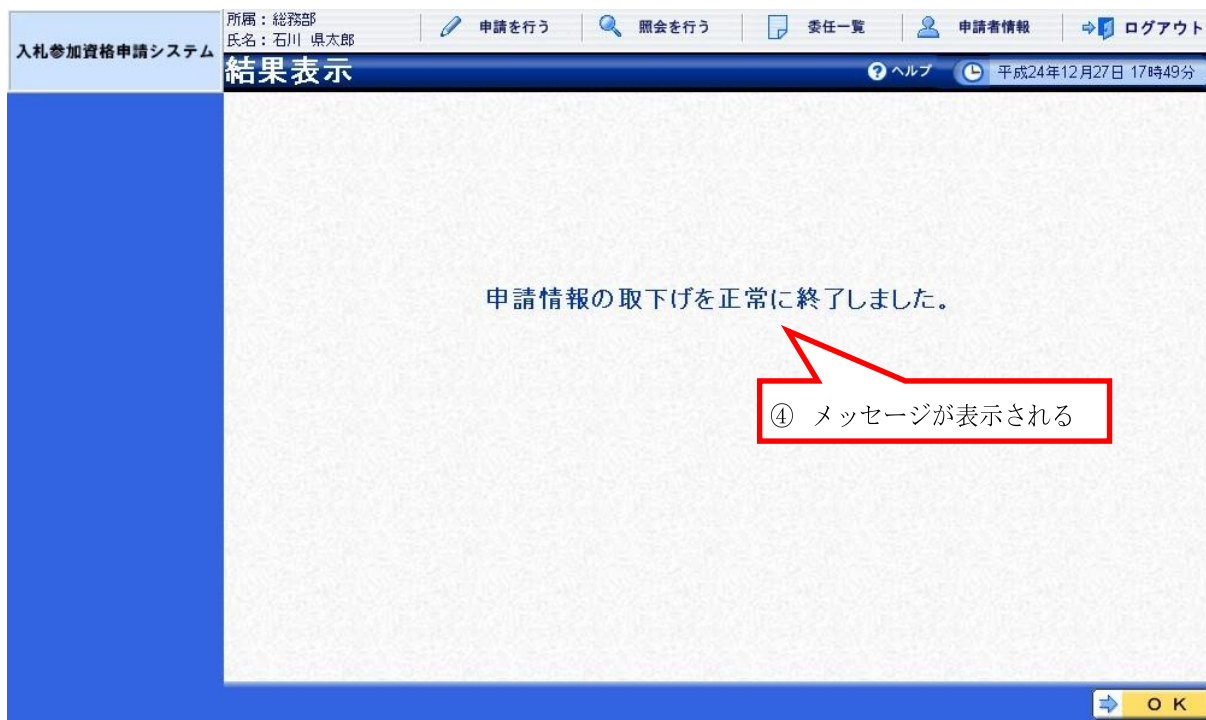 入札参加資格申請システム
所属：総務部
氏名：石川 県太郎
申請を行う
照会を行う
委任一覧
申請者情報
ログアウト
結果表示
ヘルプ
平成24年12月27日 17時49分
申請情報の取下げを正常に終了しました。
④ メッセージが表示される
ＯＫ